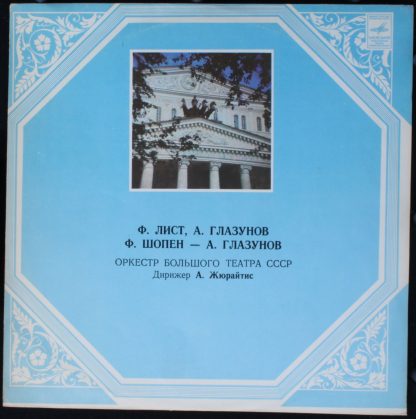 Ф. ЛИСТ, А. ГЛАЗУНОВ
Ф. ШОПЕН — А. ГЛАЗУНОВ
ОРКЕСТР БОЛЬШОГО ТЕАТРА СССР
Дирижер А. Жюрайтис